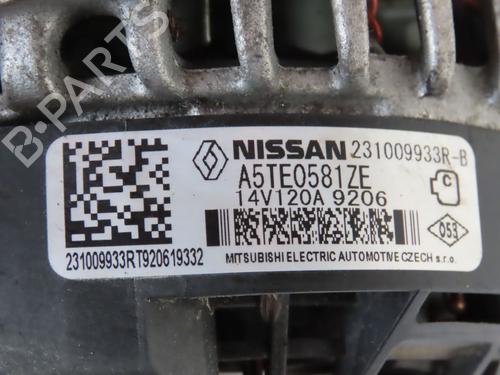 B-PARTS
NISSAN 231009933R-B
A5TE0581ZE
C
14V120A 9206
053
231009933RT920619332
MITSUBISHI ELECTRIC AUTOMOTIVE CZECH s.r.o.